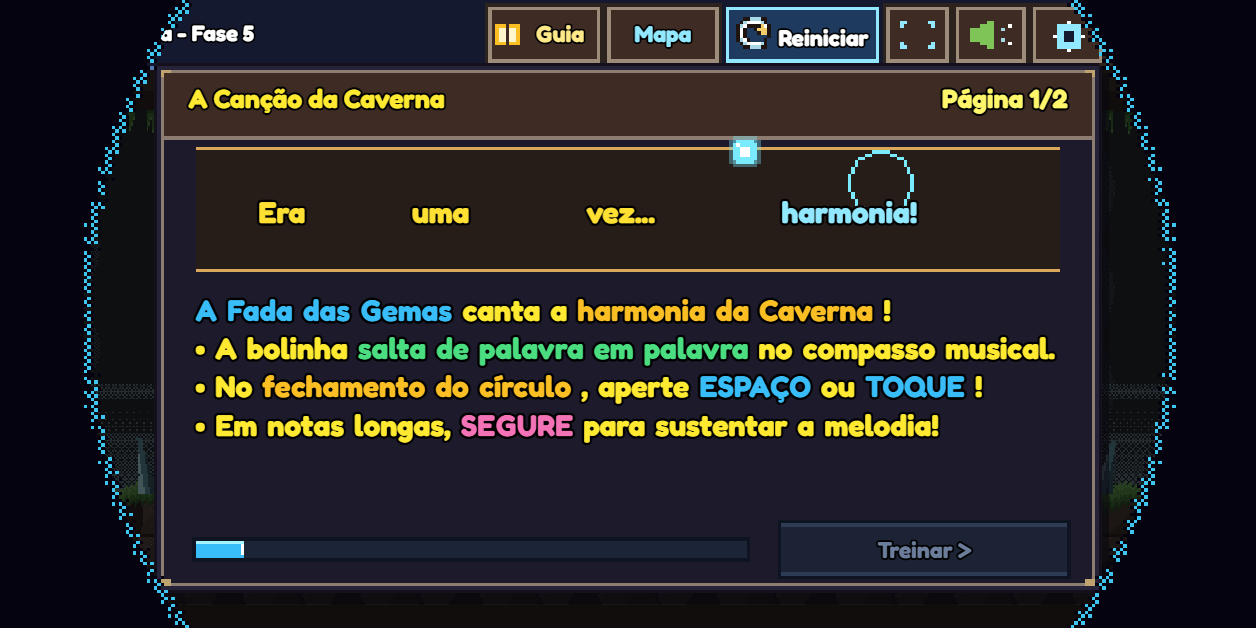 a - Fase 5
Guia
Mapa
Reiniciar
A Canção da Caverna
Página 1/2
Era uma vez... harmonia!
A Fada das Gemas canta a harmonia da Caverna !
• A bolinha salta de palavra em palavra no compasso musical.
• No fechamento do círculo , aperte ESPAÇO ou TOQUE !
• Em notas longas, SEGURE para sustentar a melodia!
Treinar >